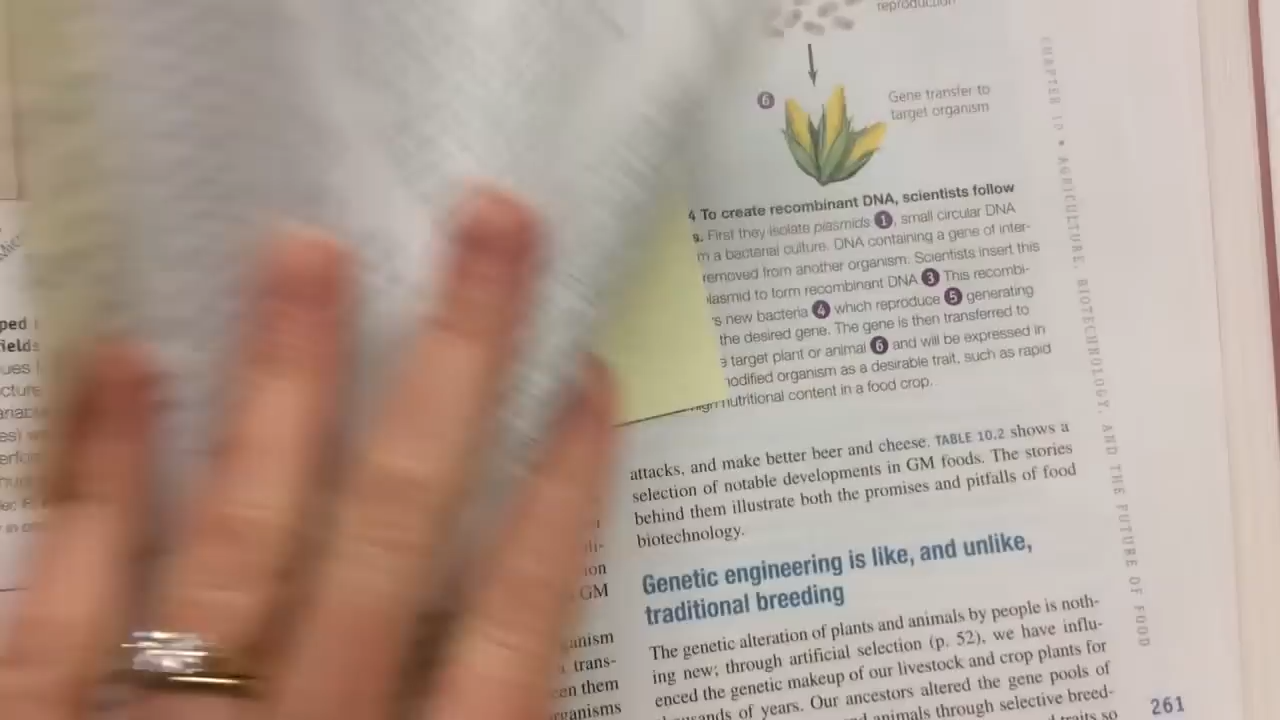 reproduction
6
Gene transfer to
target organism
4 To create recombinant DNA, scientists follow
s. First they isolate plasmids 1, small circular DNA
m a bacterial culture. DNA containing a gene of inter-
removed from another organism. Scientists insert this
lasmid to form recombinant DNA 3 This recombi-
's new bacteria 4 which reproduce 5 generating
the desired gene. The gene is then transferred to
target plant or animal 6 and will be expressed in
modified organism as a desirable trait, such as rapid
nutritional content in a food crop.
attacks, and make better beer and cheese. TABLE 10.2 shows a
selection of notable developments in GM foods. The stories
behind them illustrate both the promises and pitfalls of food
biotechnology.
Genetic engineering is like, and unlike,
traditional breeding
The genetic alteration of plants and animals by people is noth-
ing new; through artificial selection (p. 52), we have influ-
enced the genetic makeup of our livestock and crop plants for
thousands of years. Our ancestors altered the gene pools of
animals through selective breed-
traits so
CHAPTER 10 • AGRICULTURE, BIOTECHNOLOGY, AND THE FUTURE OF FOOD
261
ped
fields
ues
cture
es)
li-
ion
GM
anism
trans-
en them
rganisms